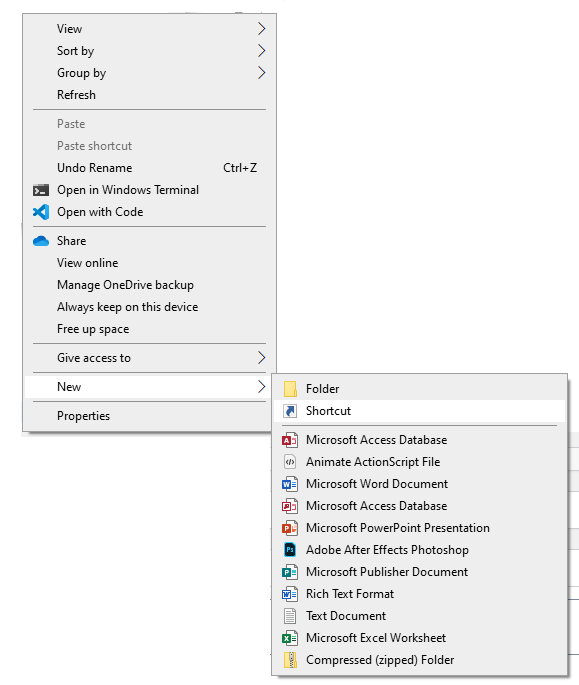 View
Sort by
Group by
Refresh
Paste
Paste shortcut
Undo Rename Ctrl+Z
Open in Windows Terminal
Open with Code
Share
View online
Manage OneDrive backup
Always keep on this device
Free up space
Give access to
New
Properties
Folder
Shortcut
Microsoft Access Database
Animate ActionScript File
Microsoft Word Document
Microsoft Access Database
Microsoft PowerPoint Presentation
Adobe After Effects Photoshop
Microsoft Publisher Document
Rich Text Format
Text Document
Microsoft Excel Worksheet
Compressed (zipped) Folder